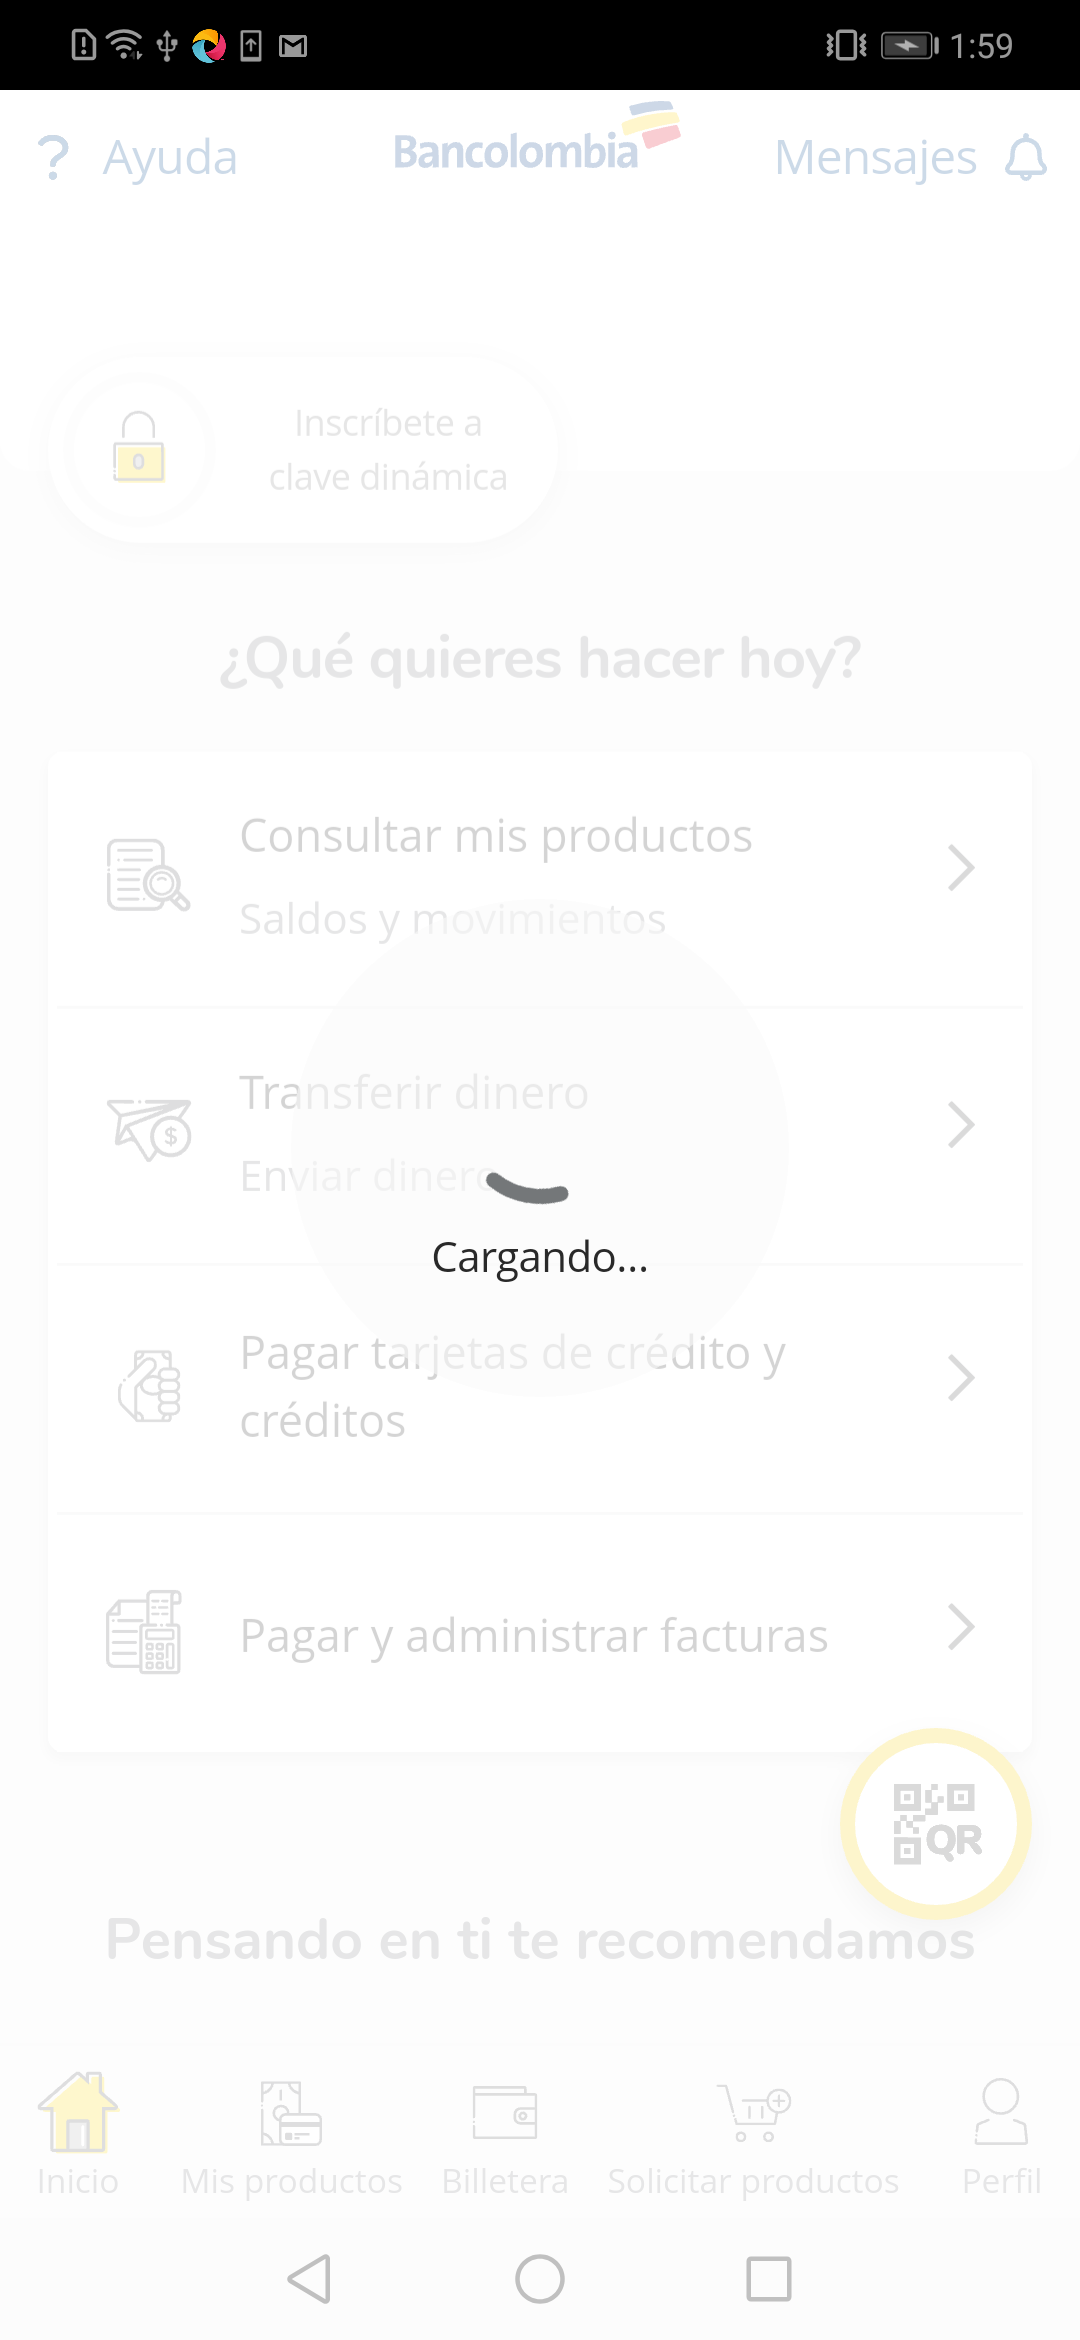 1:59
Ayuda
Bancolombia
Mensajes
Inscríbete a
clave dinámica
¿Qué quieres hacer hoy?
Consultar mis productos
Saldos y movimientos
Transferir dinero
Enviar dinero
Cargando...
Pagar tarjetas de crédito y
créditos
Pagar y administrar facturas
QR
Pensando en ti te recomendamos
Inicio
Mis productos
Billetera
Solicitar productos
Perfil